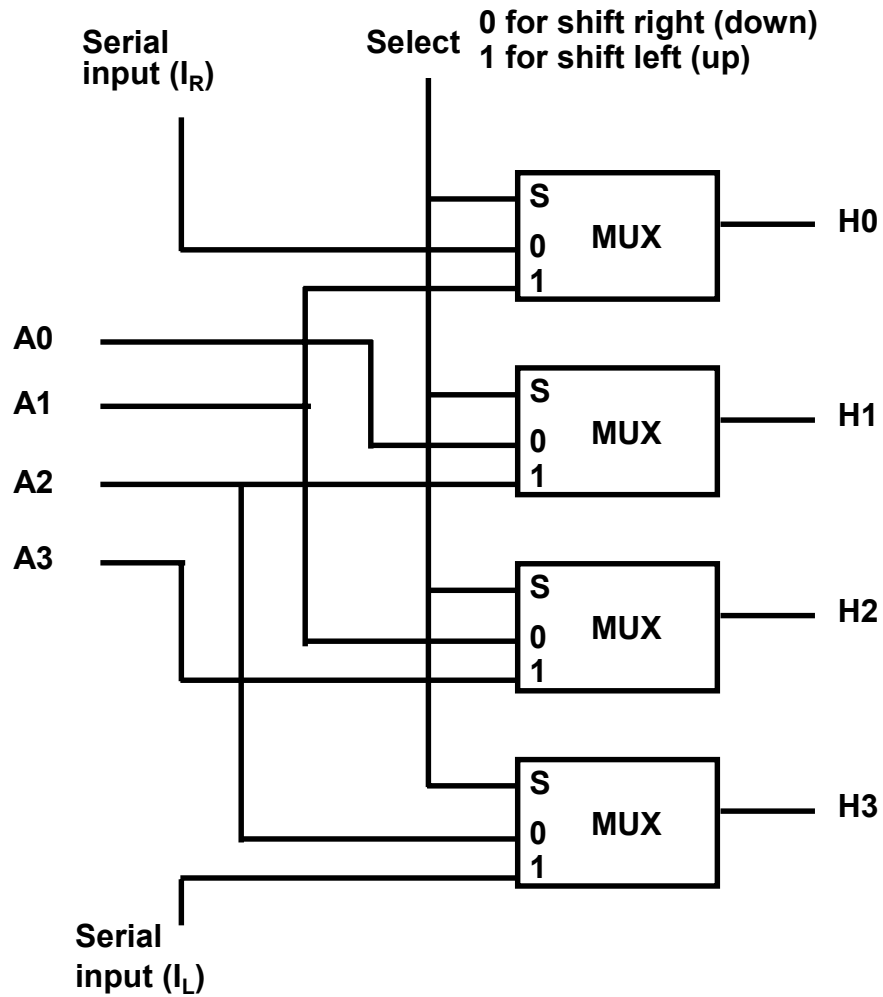 0 for shift right (down)
Serial
Select
1 for shift left (up)
input (IR)
S
0
1
MUX
H0
A0
A1
S
0
1
MUX
H1
A2
A3
S
0
1
MUX
H2
S
0
1
MUX
H3
Serial
input (IL)